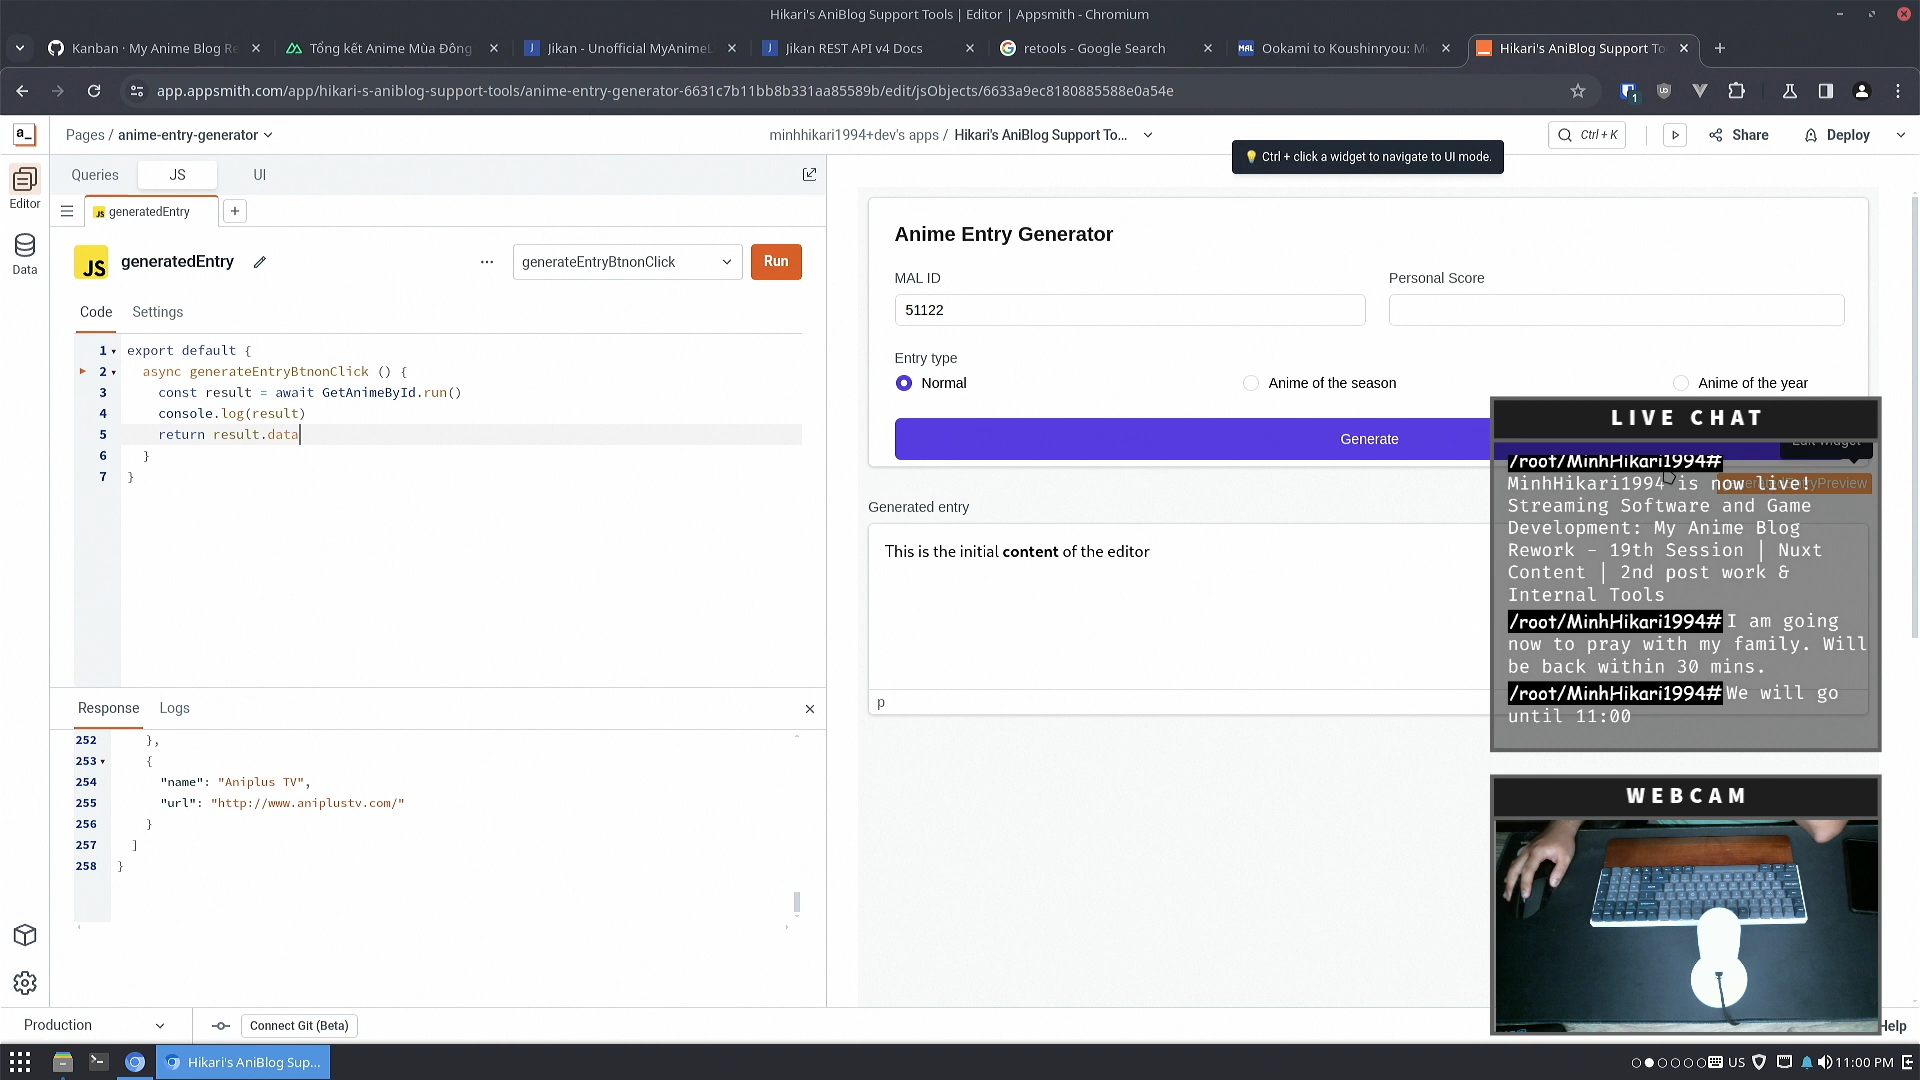 Hikari's AniBlog Support Tools | Editor | Appsmith - Chromium
Kanban · My Anime Blog Re
Tổng kết Anime Mùa Đông
Jikan - Unofficial MyAnimeL
Jikan REST API v4 Docs
retools - Google Search
MAL
Ookami to Koushinryou: M
Hikari's AniBlog Support To
app.appsmith.com/app/hikari-s-aniblog-support-tools/anime-entry-generator-6631c7b11bb8b331aa85589b/edit/jsObjects/6633a9ec8180885588e0a54e
1
a_
Pages / anime-entry-generator
minhhikari1994+dev's apps / Hikari's AniBlog Support To...
Ctrl + K
Share
Deploy
💡 Ctrl + click a widget to navigate to UI mode.
Editor
Data
Queries
JS
UI
JS generatedEntry
JS
generatedEntry
generateEntryBtnonClick
Run
Code
Settings
1 export default {
2 async generateEntryBtnonClick () {
3 const result = await GetAnimeById.run()
4 console.log(result)
5 return result.data
6 }
7 }
Response
Logs
252 },
253 {
254 "name": "Aniplus TV",
255 "url": "http://www.aniplustv.com/"
256 }
257 ]
258 }
Production
Connect Git (Beta)
Anime Entry Generator
MAL ID
Personal Score
51122
Entry type
Normal
Anime of the season
Anime of the year
Generate
Generated entry
This is the initial content of the editor
p
LIVE CHAT
Edit widget
/root/MinhHikari1994#
MinhHikari1994 is now live!
Streaming Software and Game
Development: My Anime Blog
Rework - 19th Session | Nuxt
Content | 2nd post work &
Internal Tools
/root/MinhHikari1994# I am going
now to pray with my family. Will
be back within 30 mins.
/root/MinhHikari1994# We will go
until 11:00
WEBCAM
Help
Hikari's AniBlog Sup...
US
11:00 PM